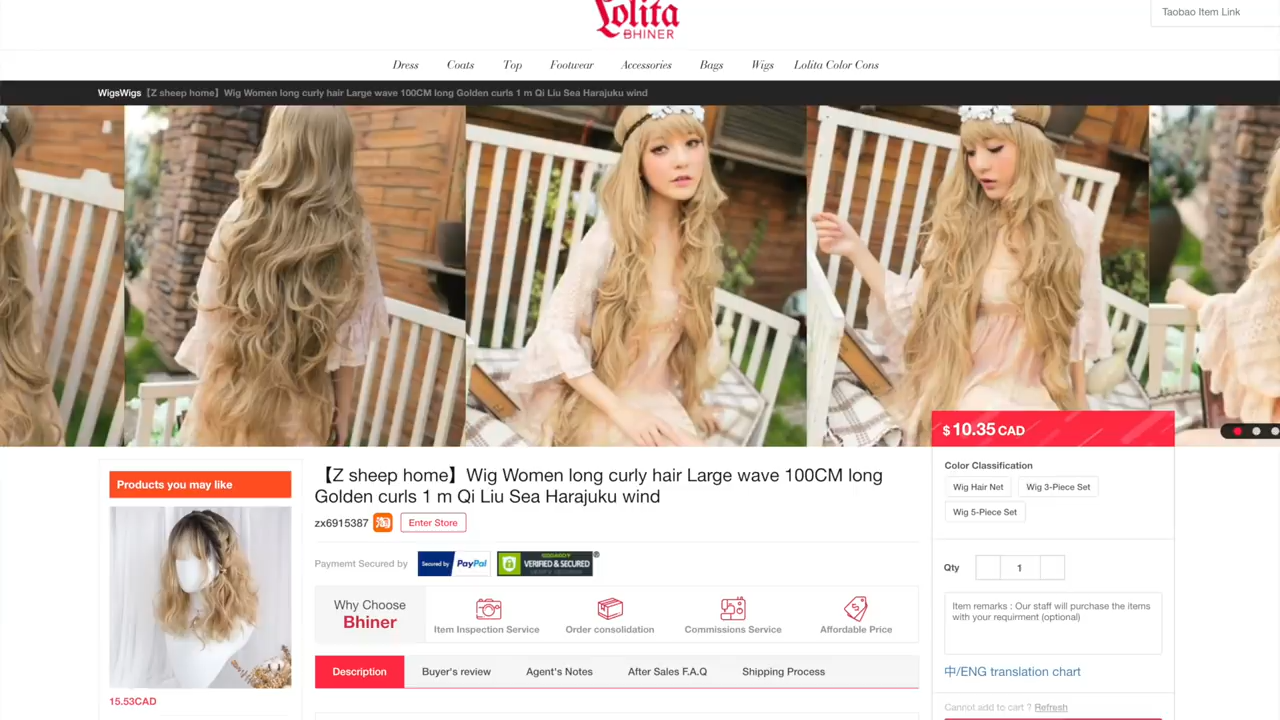 Lolita
BHINER
Taobao Item Link
Dress Coats Top Footwear Accessories Bags Wigs Lolita Color Cons
WigsWigs【Z sheep home】Wig Women long curly hair Large wave 100CM long Golden curls 1 m Qi Liu Sea Harajuku wind
$ 10.35 CAD
Color Classification
Wig Hair Net Wig 3-Piece Set
Wig 5-Piece Set
Qty 1
Item remarks : Our staff will purchase the items
with your requirment (optional)
中/ENG translation chart
Cannot add to cart ? Refresh
Products you may like
15.53CAD
【Z sheep home】Wig Women long curly hair Large wave 100CM long
Golden curls 1 m Qi Liu Sea Harajuku wind
zx6915387 淘 Enter Store
Paymemt Secured by Secured by PayPal VERIFIED & SECURED
Why Choose
Bhiner
Item Inspection Service Order consolidation Commissions Service Affordable Price
Description Buyer's review Agent's Notes After Sales F.A.Q Shipping Process